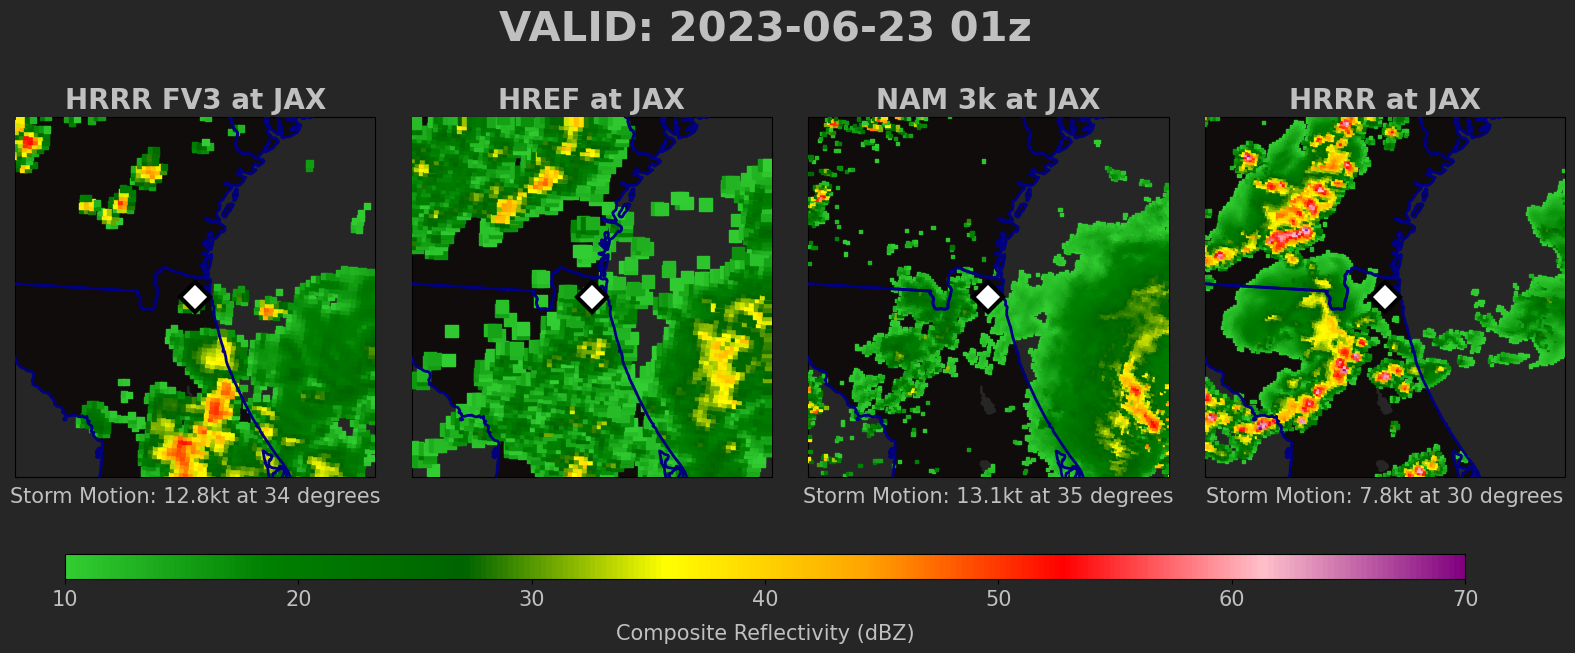 VALID: 2023-06-23 01z
HRRR FV3 at JAX
HREF at JAX
NAM 3k at JAX
HRRR at JAX
Storm Motion: 12.8kt at 34 degrees
Storm Motion: 13.1kt at 35 degrees
Storm Motion: 7.8kt at 30 degrees
10 20 30 40 50 60 70
Composite Reflectivity (dBZ)